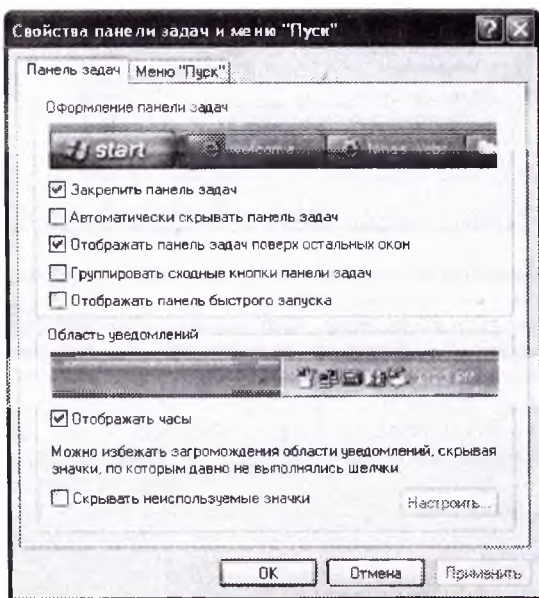 Свойства панели задач и меню "Пуск"
Панель задач
Меню "Пуск"
Оформление панели задач
start
Закрепить панель задач
Автоматически скрывать панель задач
Отображать панель задач поверх остальных окон
Группировать сходные кнопки панели задач
Отображать панель быстрого запуска
Область уведомлений
Отображать часы
Можно избежать загромождения области уведомлений, скрывая
значки, по которым давно не выполнялись щелчки.
Скрывать неиспользуемые значки
Настроить...
ОК
Отмена
Применить